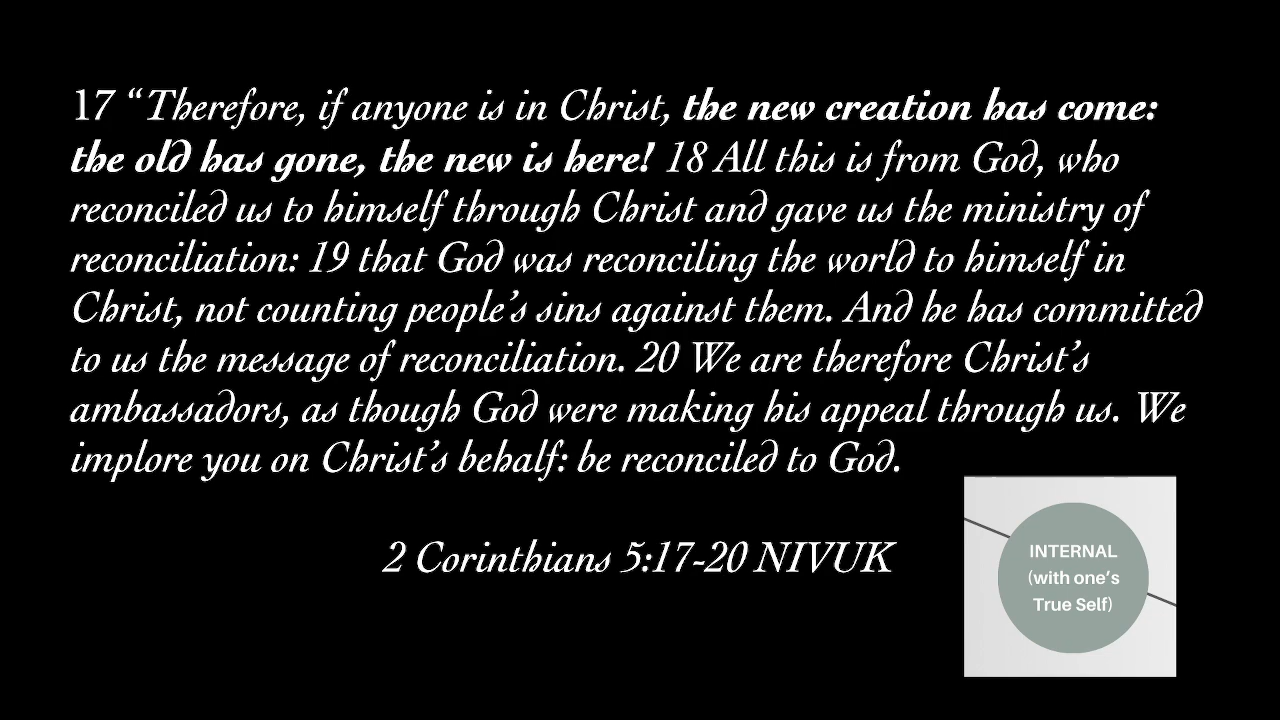 17 “Therefore, if anyone is in Christ, the new creation has come:
the old has gone, the new is here! 18 All this is from God, who
reconciled us to himself through Christ and gave us the ministry of
reconciliation: 19 that God was reconciling the world to himself in
Christ, not counting people’s sins against them. And he has committed
to us the message of reconciliation. 20 We are therefore Christ’s
ambassadors, as though God were making his appeal through us. We
implore you on Christ’s behalf: be reconciled to God.
2 Corinthians 5:17-20 NIVUK
INTERNAL
(with one’s
True Self)